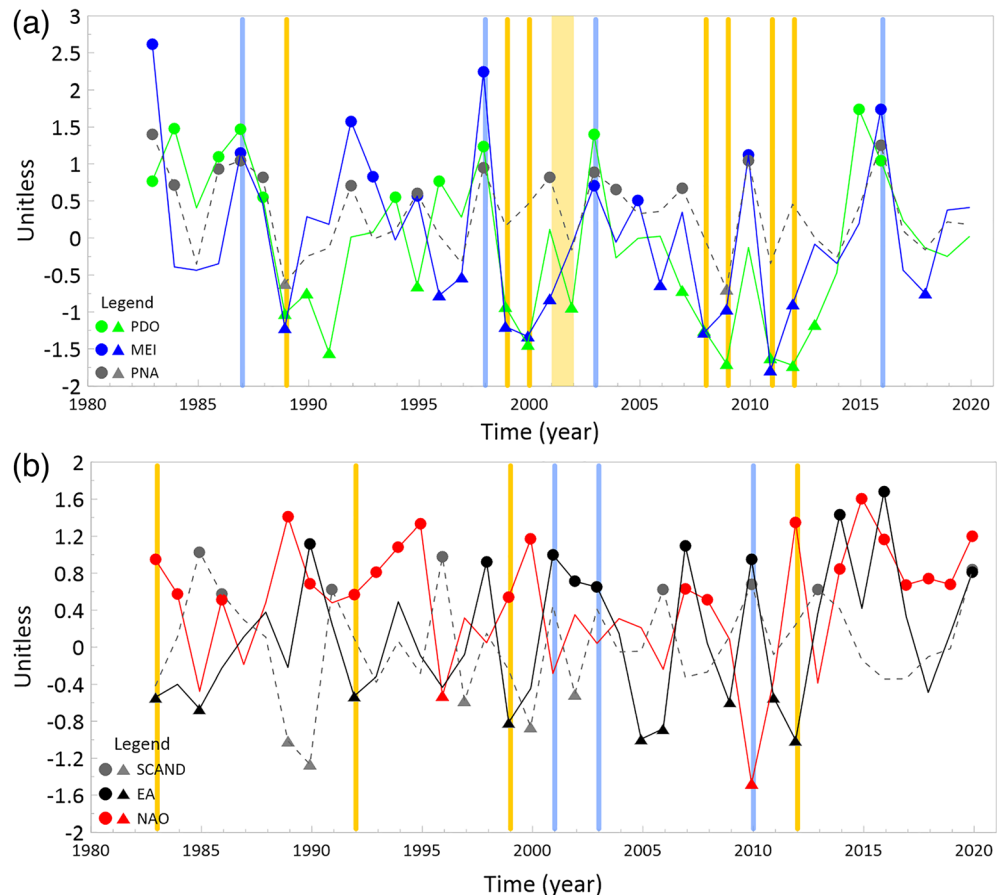 (a)
3
2.5
2
1.5
1
0.5
0
-0.5
-1
-1.5
-2
Unitless
Legend
PDO
MEI
PNA
1980 1985 1990 1995 2000 2005 2010 2016 2020
Time (year)
(b)
2
1.6
1.2
0.8
0.4
0
-0.4
-0.8
-1.2
-1.6
-2
Unitless
Legend
SCAND
EA
NAO
1980 1985 1990 1995 2000 2005 2010 2016 2020
Time (year)